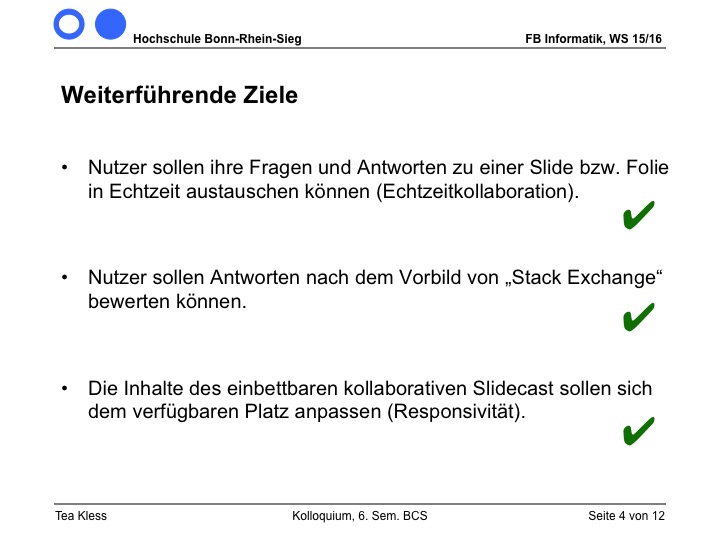 Hochschule Bonn-Rhein-Sieg FB Informatik, WS 15/16
Weiterführende Ziele
• Nutzer sollen ihre Fragen und Antworten zu einer Slide bzw. Folie
in Echtzeit austauschen können (Echtzeitkollaboration).
✔
• Nutzer sollen Antworten nach dem Vorbild von „Stack Exchange“
bewerten können.
✔
• Die Inhalte des einbettbaren kollaborativen Slidecast sollen sich
dem verfügbaren Platz anpassen (Responsivität).
✔
Tea Kless Kolloquium, 6. Sem. BCS Seite 4 von 12